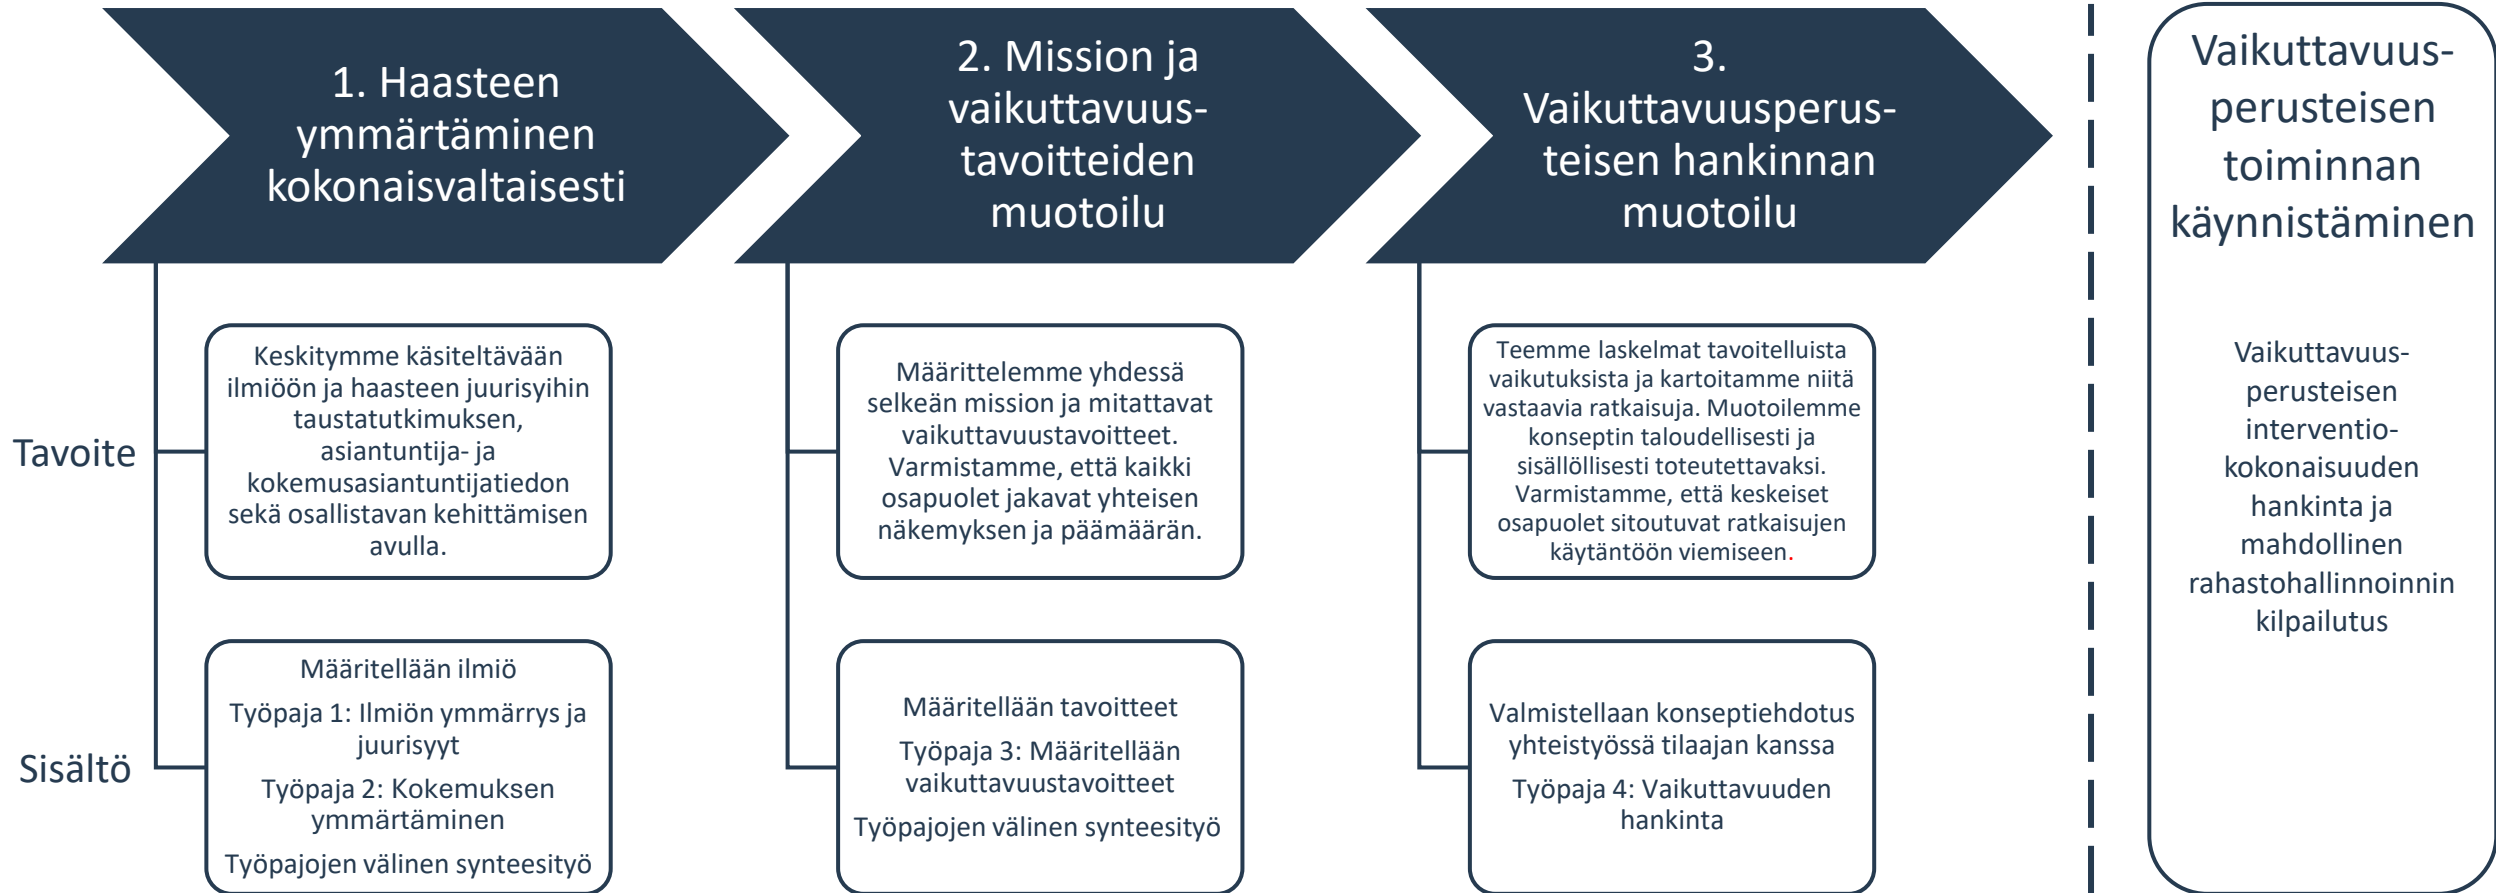 1. Haasteen
ymmärtäminen
kokonaisvaltaisesti
2. Mission ja
vaikuttavuus-
tavoitteiden
muotoilu
3.
Vaikuttavuusperus-
teisen hankinnan
muotoilu
Vaikuttavuus-
perusteisen
toiminnan
käynnistäminen
Tavoite
Keskitymme käsiteltävään
ilmiöön ja haasteen juurisyihin
taustatutkimuksen,
asiantuntija- ja
kokemusasiantuntijatiedon
sekä osallistavan kehittämisen
avulla.
Määrittelemme yhdessä
selkeän mission ja mitattavat
vaikuttavuustavoitteet.
Varmistamme, että kaikki
osapuolet jakavat yhteisen
näkemyksen ja päämäärän.
Teemme laskelmat tavoitelluista
vaikutuksista ja kartoitamme niitä
vastaavia ratkaisuja. Muotoilemme
konseptin taloudellisesti ja
sisällöllisesti toteutettavaksi.
Varmistamme, että keskeiset
osapuolet sitoutuvat ratkaisujen
käytäntöön viemiseen.
Vaikuttavuus-
perusteisen
interventio-
kokonaisuuden
hankinta ja
mahdollinen
rahastohallinnoinnin
kilpailutus
Sisältö
Määritellään ilmiö
Työpaja 1: Ilmiön ymmärrys ja
juurisyyt
Työpaja 2: Kokemuksen
ymmärtäminen
Työpajojen välinen synteesityö
Määritellään tavoitteet
Työpaja 3: Määritellään
vaikuttavuustavoitteet
Työpajojen välinen synteesityö
Valmistellaan konseptiehdotus
yhteistyössä tilaajan kanssa
Työpaja 4: Vaikuttavuuden
hankinta